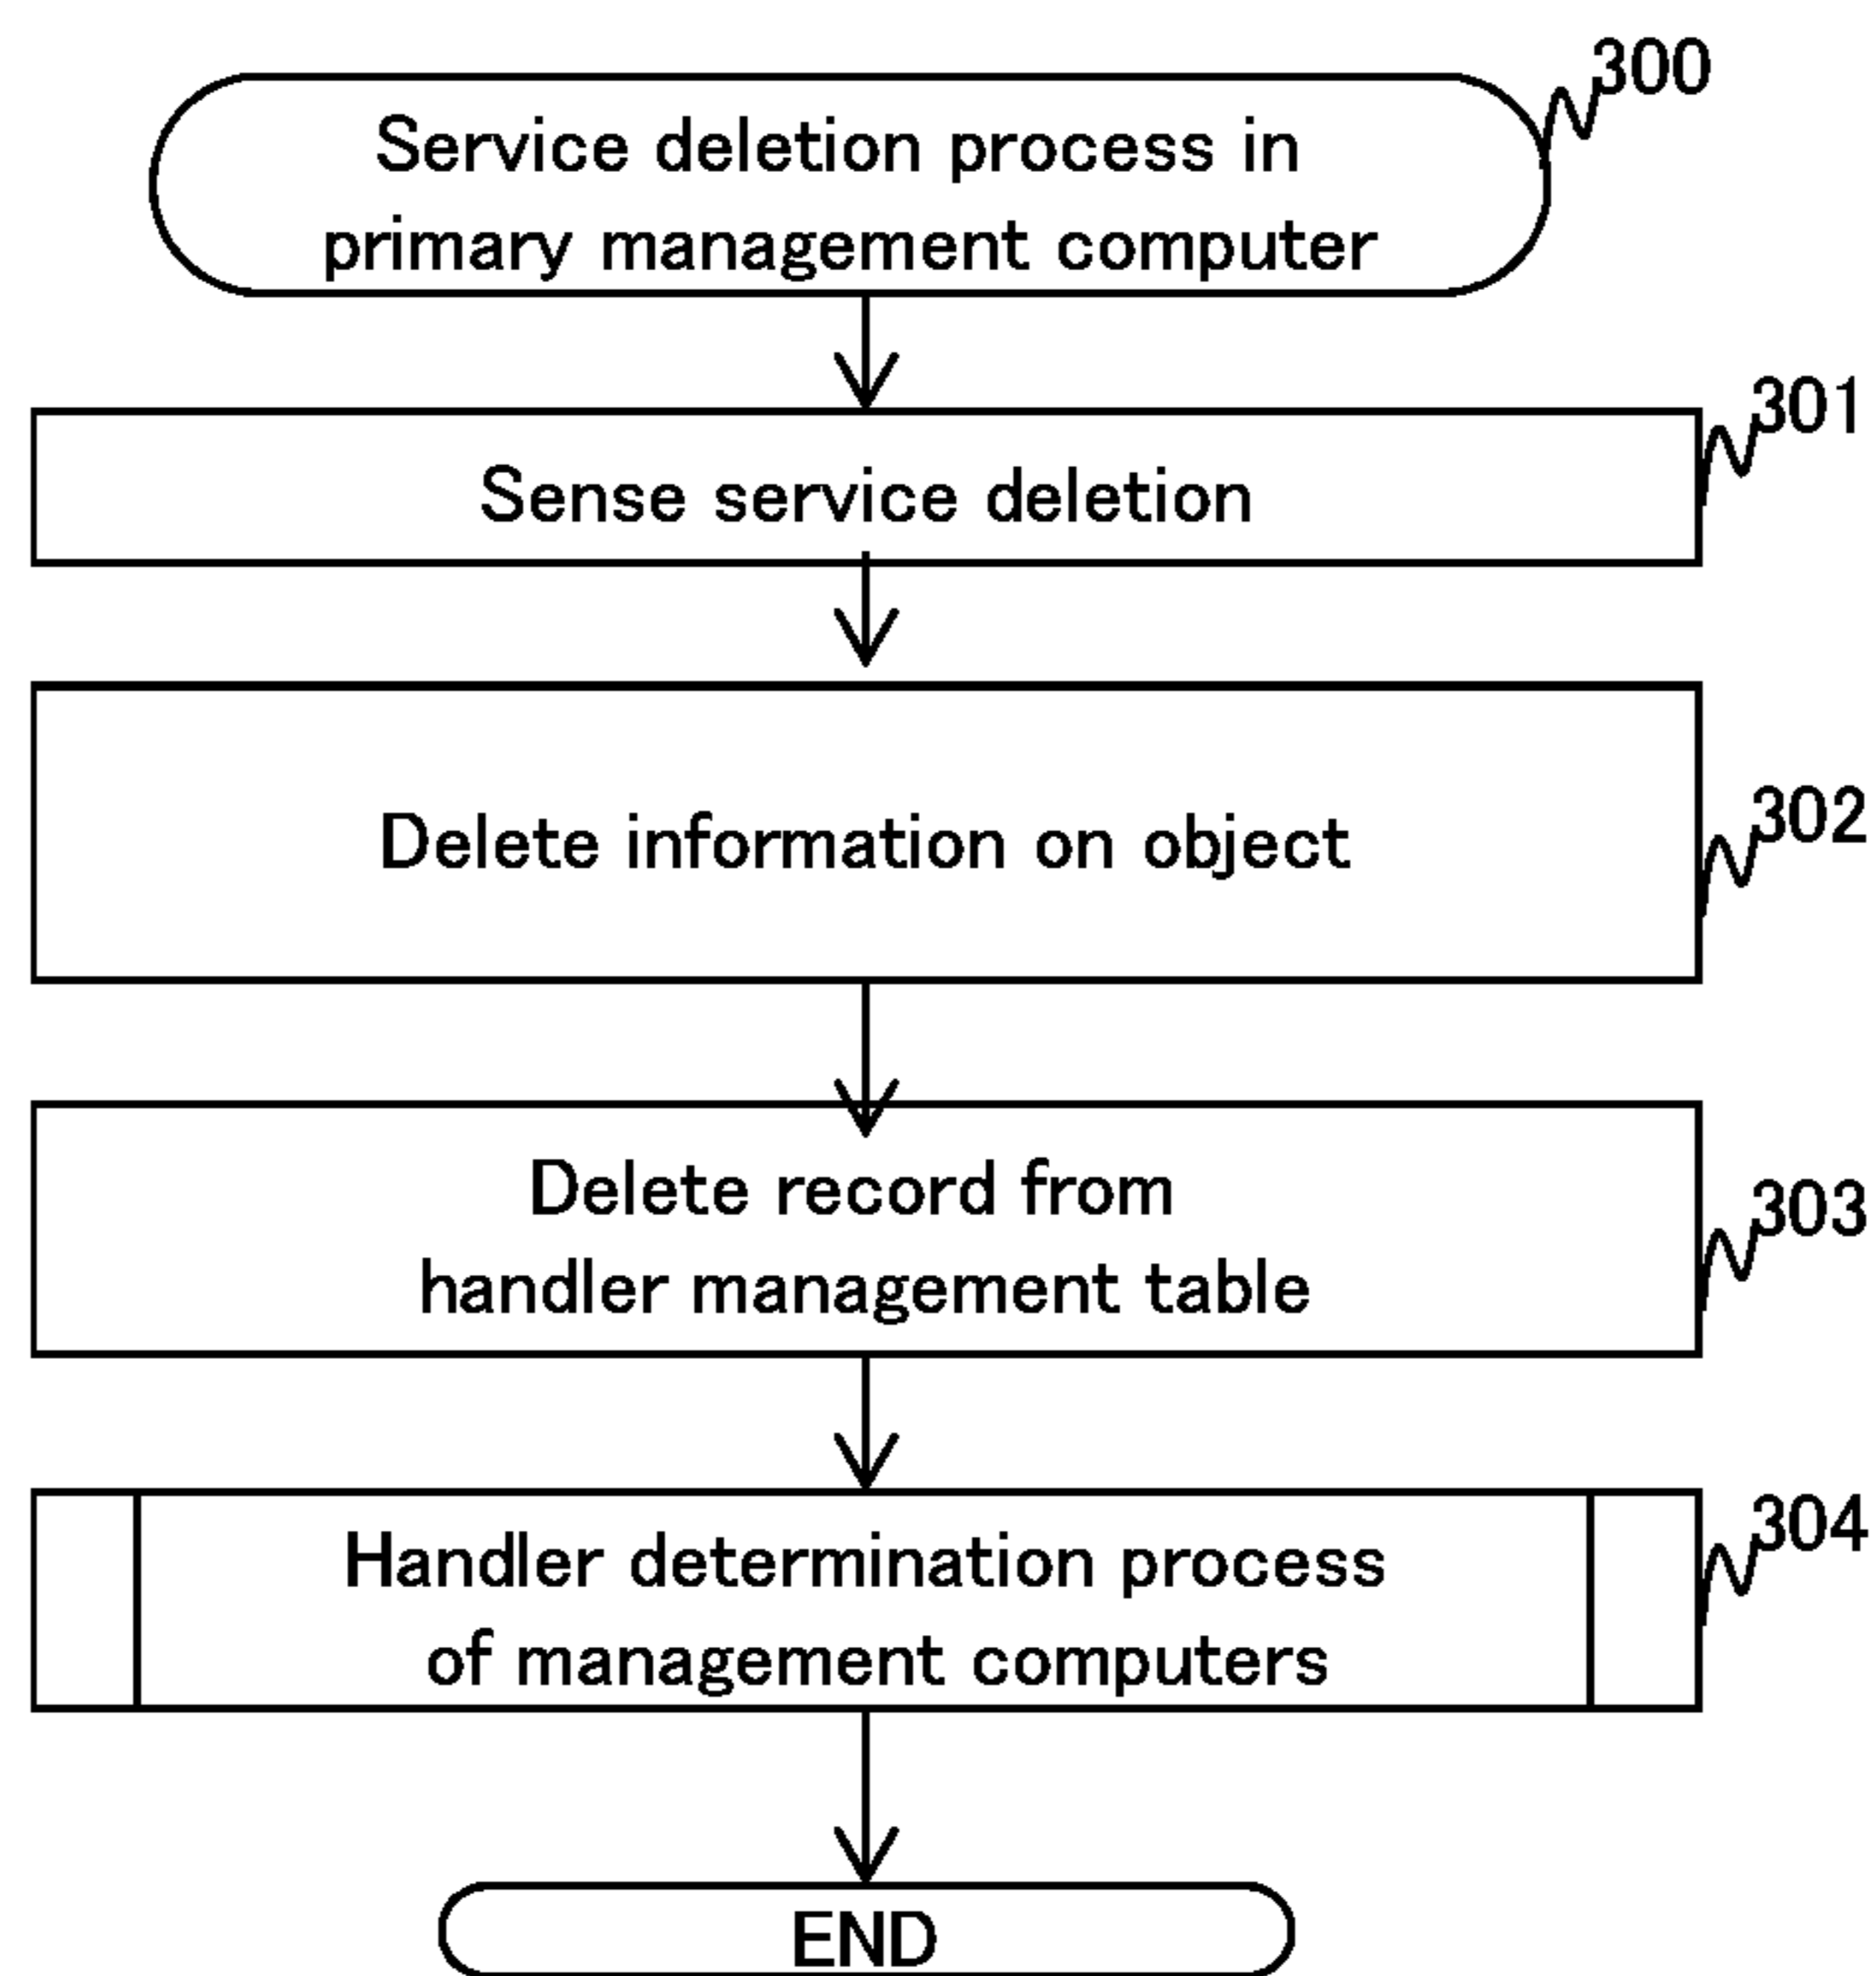 300
Service deletion process in
primary management computer
301
Sense service deletion
302
Delete information on object
303
Delete record from
handler management table
304
Handler determination process
of management computers
END